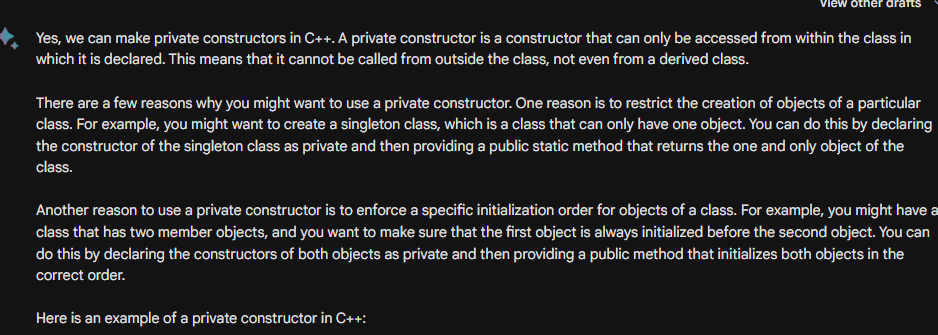 View other drafts
Yes, we can make private constructors in C++. A private constructor is a constructor that can only be accessed from within the class in
which it is declared. This means that it cannot be called from outside the class, not even from a derived class.
There are a few reasons why you might want to use a private constructor. One reason is to restrict the creation of objects of a particular
class. For example, you might want to create a singleton class, which is a class that can only have one object. You can do this by declaring
the constructor of the singleton class as private and then providing a public static method that returns the one and only object of the
class.
Another reason to use a private constructor is to enforce a specific initialization order for objects of a class. For example, you might have a
class that has two member objects, and you want to make sure that the first object is always initialized before the second object. You can
do this by declaring the constructors of both objects as private and then providing a public method that initializes both objects in the
correct order.
Here is an example of a private constructor in C++: